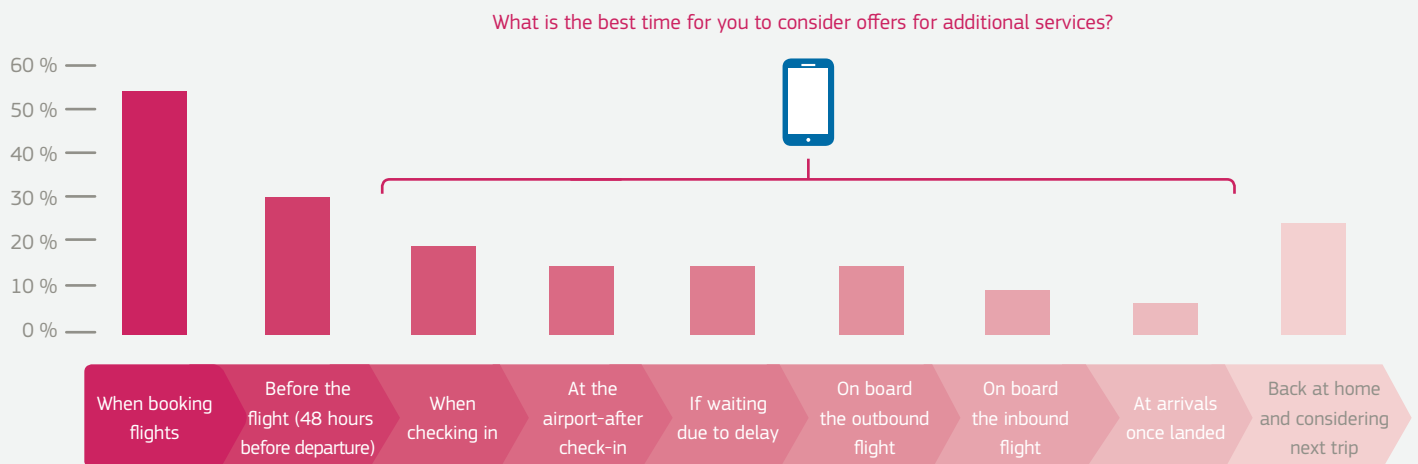 What is the best time for you to consider offers for additional services?
60 %
50 %
40 %
30 %
20 %
10 %
0 %
When booking
flights
Before the
flight (48 hours
before departure)
When
checking in
At the
airport-after
check-in
If waiting
due to delay
On board
the outbound
flight
On board
the inbound
flight
At arrivals
once landed
Back at home
and considering
next trip